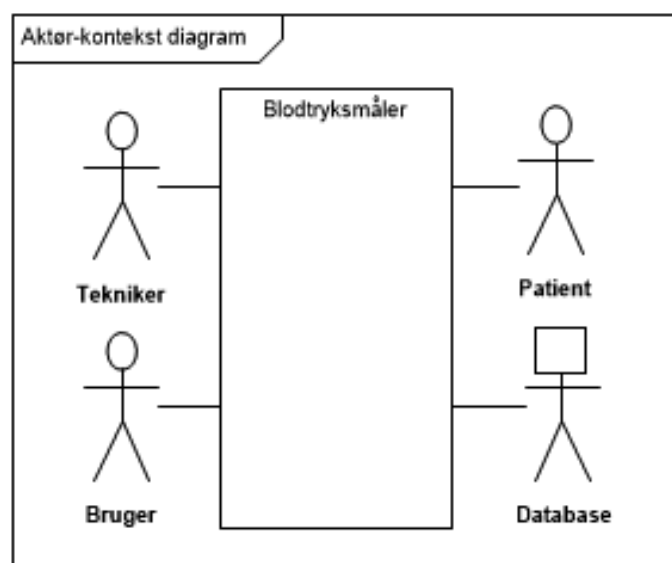 Aktør-kontekst diagram
Blodtryksmåler
Tekniker
Patient
Bruger
Database